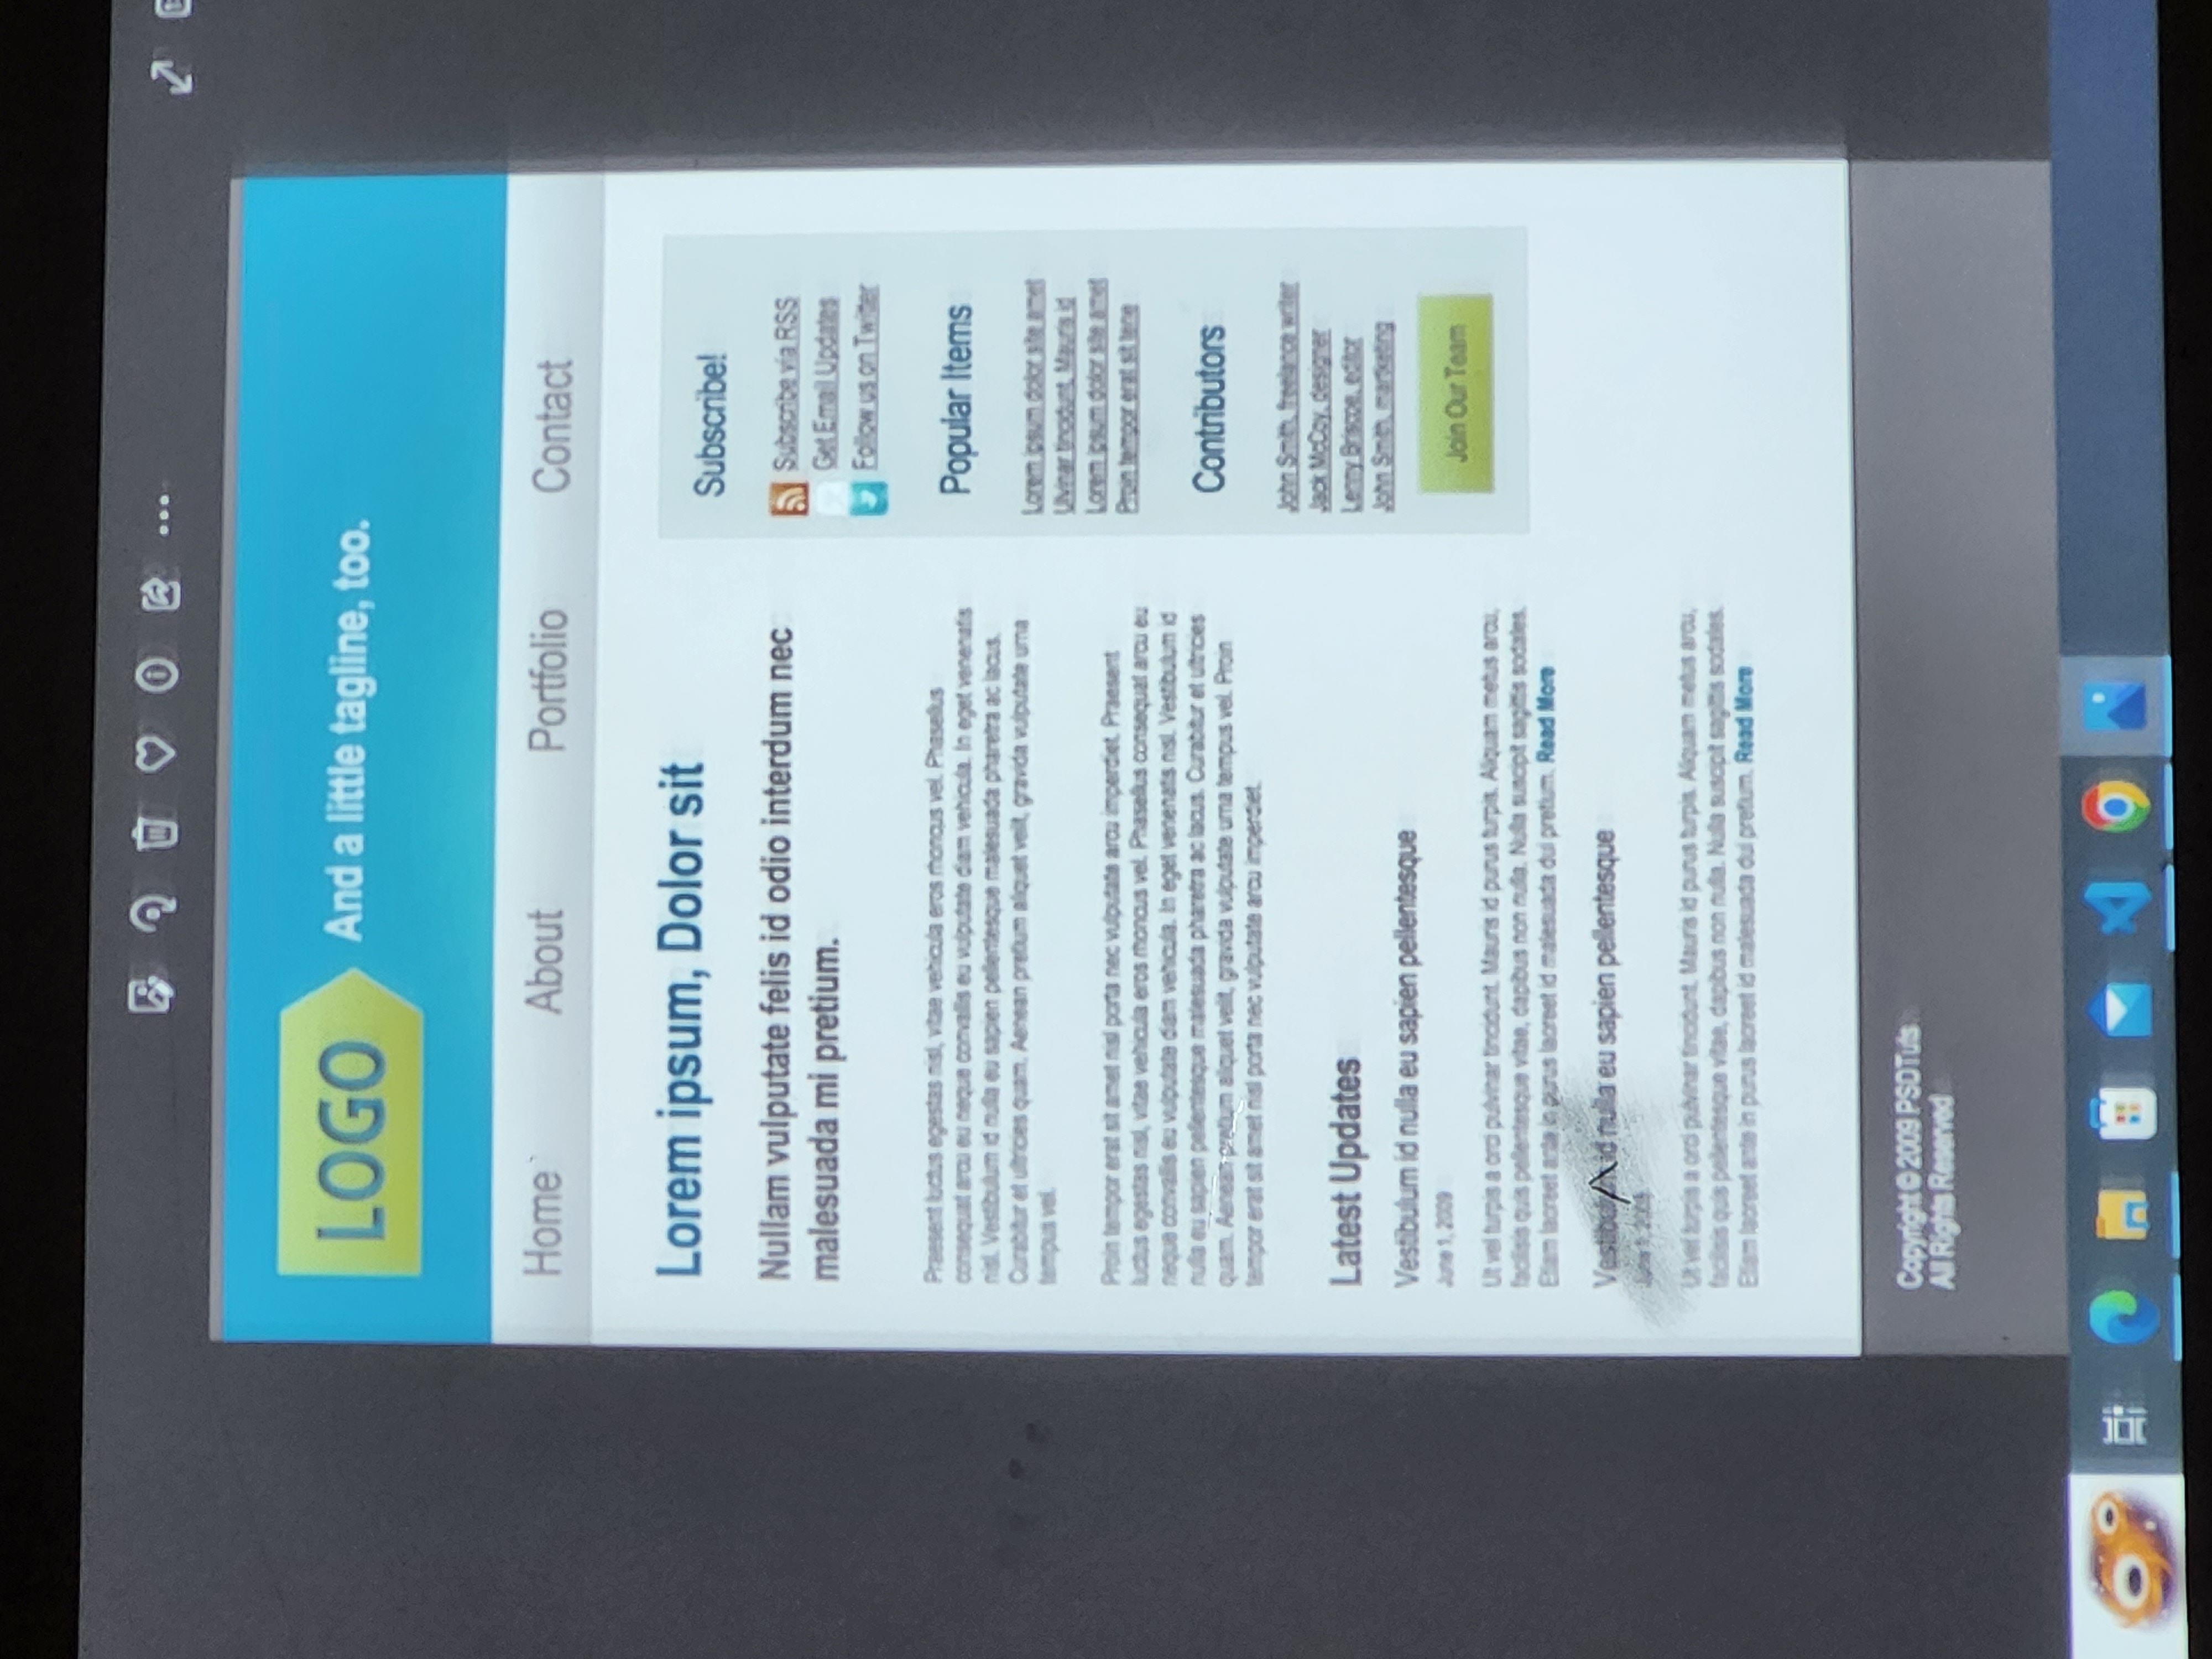 LOGO
And a little tagline, too.
Home
About
Portfolio
Contact
Lorem ipsum, Dolor sit
Nullam vulputate felis id odio interdum nec
malesuada mi pretium.
Praesent luctus egestas nisl, vitae vehicula eros rhoncus vel. Phasellus
consequat arcu eu neque convallis eu vulputate diam vehicula. In eget venenatis
nisl. Vestibulum id nulla eu sapien pellentesque malesuada pharetra ac lacus.
Curabitur et ultricies quam. Aenean pretium aliquet velit, gravida vulputate urna
tempus vel.
Proin tempor erat sit amet nisl porta nec vulputate arcu imperdiet. Praesent
luctus egestas nisl, vitae vehicula eros rhoncus vel. Phasellus consequat arcu eu
neque convallis eu vulputate diam vehicula. In eget venenatis nisl. Vestibulum id
nulla eu sapien pellentesque malesuada pharetra ac lacus. Curabitur et ultricies
quam. Aenean pretium aliquet velit, gravida vulputate urna tempus vel. Proin
tempor erat sit amet nisl porta nec vulputate arcu imperdiet.
Latest Updates
Vestibulum id nulla eu sapien pellentesque
June 1, 2009
Ut vel turpis a orci pulvinar tincidunt. Mauris id purus turpis. Aliquam metus arcu,
facilisis quis pellentesque vitae, dapibus non nulla. Nulla suscipit sagittis sodales.
Etiam laoreet ante in purus laoreet id malesuada dui pretium. Read More
Vestibulum id nulla eu sapien pellentesque
June 1, 2009
Ut vel turpis a orci pulvinar tincidunt. Mauris id purus turpis. Aliquam metus arcu,
facilisis quis pellentesque vitae, dapibus non nulla. Nulla suscipit sagittis sodales.
Etiam laoreet ante in purus laoreet id malesuada dui pretium. Read More
Subscribe!
Subscribe via RSS
Get Email Updates
Follow us on Twitter
Popular Items
Lorem ipsum dolor site amet
Ulvinar tincidunt, Mauris id
Lorem ipsum dolor site amet
Proin tempor erat sit tene
Contributors
John Smith, freelance writer
Jack McCoy, designer
Lenny Briscoe, editor
John Smith, martketing
Join Our Team
Copyright © 2009 PSDTuts
All Rights Reserved